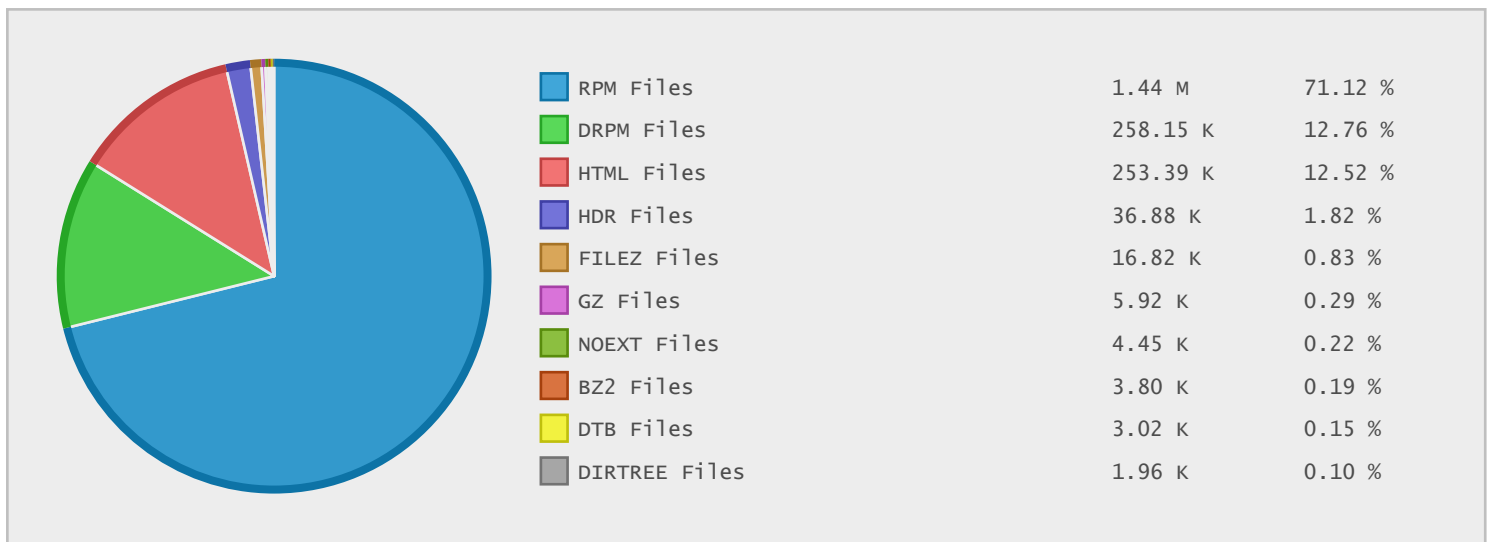 RPM Files 1.44 M 71.12 %
DRPM Files 258.15 K 12.76 %
HTML Files 253.39 K 12.52 %
HDR Files 36.88 K 1.82 %
FILEZ Files 16.82 K 0.83 %
GZ Files 5.92 K 0.29 %
NOEXT Files 4.45 K 0.22 %
BZ2 Files 3.80 K 0.19 %
DTB Files 3.02 K 0.15 %
DIRTREE Files 1.96 K 0.10 %